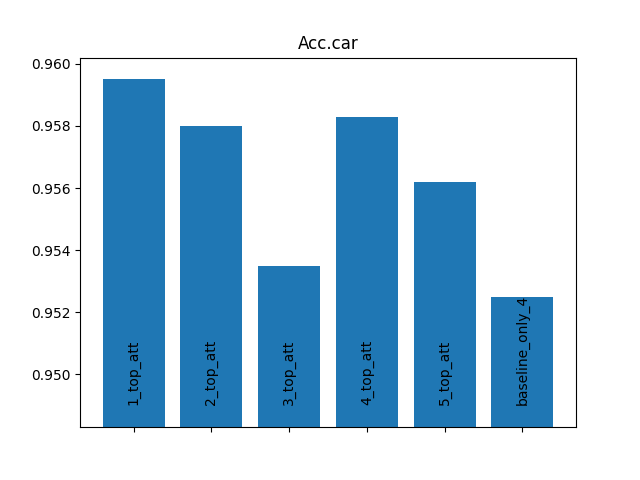 Acc.car
0.960
0.958
0.956
0.954
0.952
0.950
1_top_att
2_top_att
3_top_att
4_top_att
5_top_att
baseline_only_4